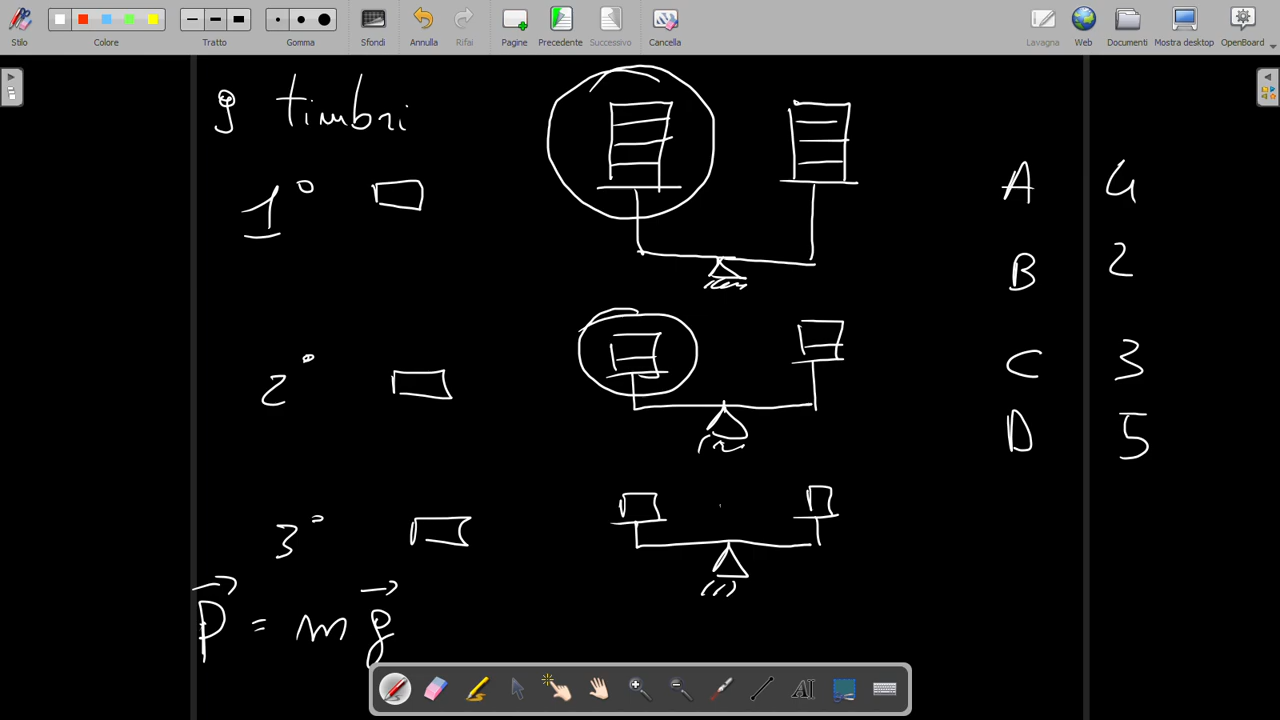 Stilo Colore Tratto Gomma Sfondi Annulla Rifai Pagine Precedente Successivo Cancella Lavagna Web Documenti Mostra desktop OpenBoard
9 timbri
1° A 4
B 2
2° C 3
D 5
3°
p = m g
AI